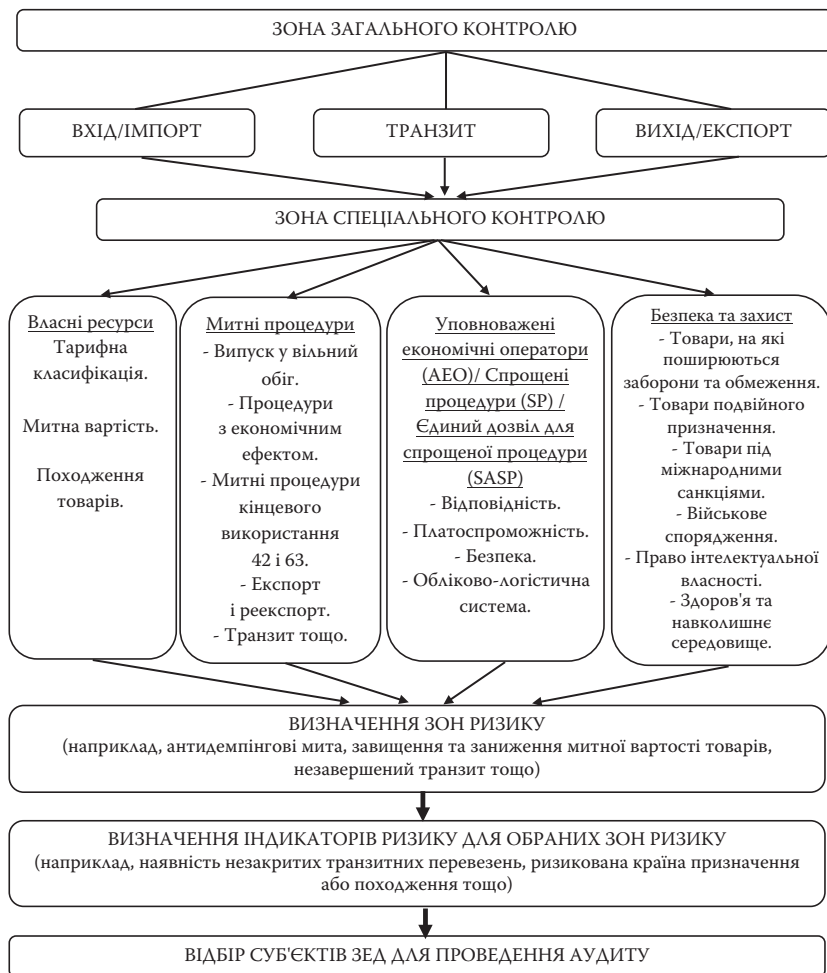 ЗОНА ЗАГАЛЬНОГО КОНТРОЛЮ
ВХІД/ІМПОРТ
ТРАНЗИТ
ВИХІД/ЕКСПОРТ
ЗОНА СПЕЦІАЛЬНОГО КОНТРОЛЮ
Власні ресурси
Тарифна
класифікація.
Митна вартість.
Походження
товарів.
Митні процедури
- Випуск у вільний
обіг.
- Процедури
з економічним
ефектом.
- Митні процедури
кінцевого
використання
42 і 63.
- Експорт
і реекспорт.
- Транзит тощо.
Уповноважені
економічні оператори
(АЕО)/ Спрощені
процедури (SP) /
Єдиний дозвіл для
спрощеної процедури
(SASP)
- Відповідність.
- Платоспроможність.
- Безпека.
- Обліково-логістична
система.
Безпека та захист
- Товари, на які
поширюються
заборони та обмеження.
- Товари подвійного
призначення.
- Товари під
міжнародними
санкціями.
- Військове
спорядження.
- Право інтелектуальної
власності.
- Здоров'я та
навколишнє
середовище.
ВИЗНАЧЕННЯ ЗОН РИЗИКУ
(наприклад, антидемпінгові мита, завищення та заниження митної вартості товарів,
незавершений транзит тощо)
ВИЗНАЧЕННЯ ІНДИКАТОРІВ РИЗИКУ ДЛЯ ОБРАНИХ ЗОН РИЗИКУ
(наприклад, наявність незакритих транзитних перевезень, ризикована країна призначення
або походження тощо)
ВІДБІР СУБ'ЄКТІВ ЗЕД ДЛЯ ПРОВЕДЕННЯ АУДИТУ